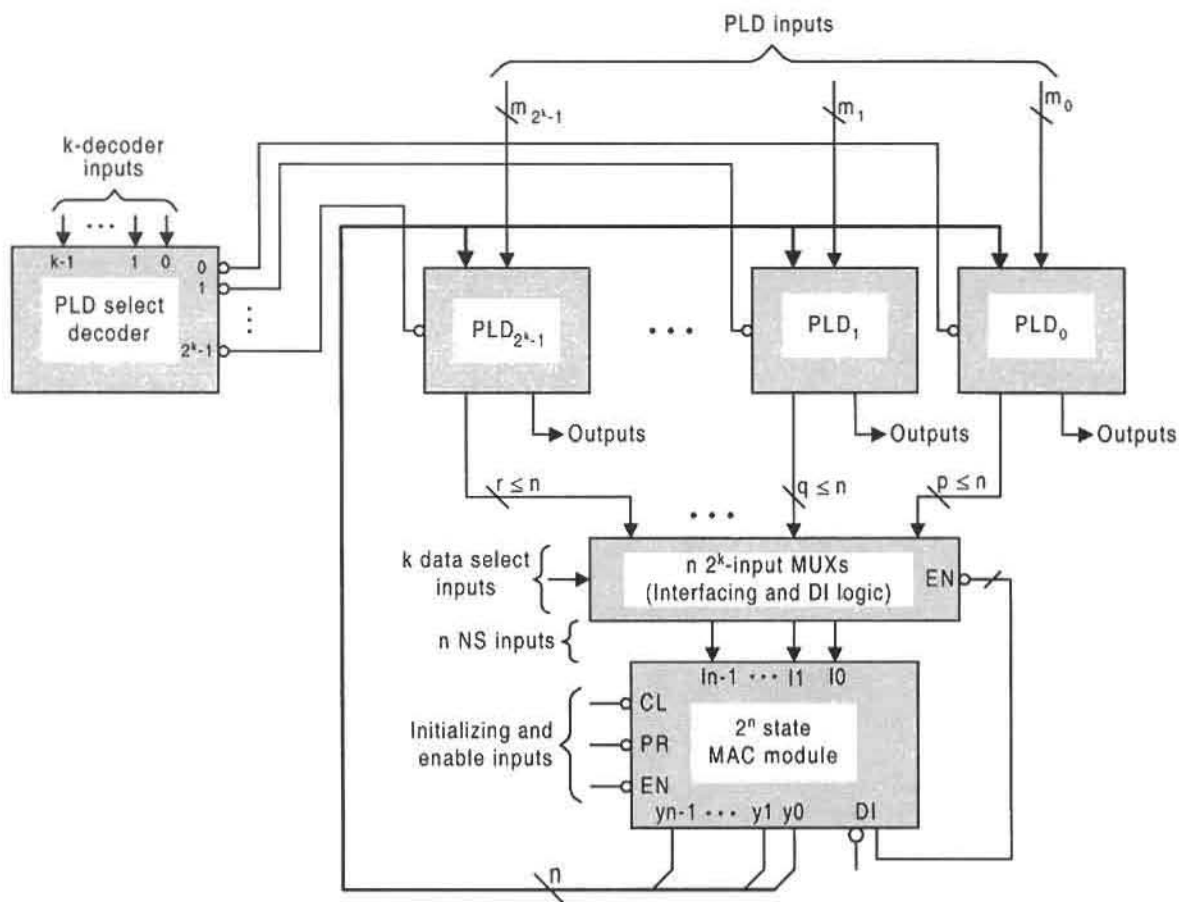 PLD inputs
m₂ᵏ₋₁
m₁
m₀
k-decoder
inputs
• • •
k-1 1 0
0
1
2ᵏ-1
PLD select
decoder
PLD₂ᵏ₋₁
• • •
PLD₁
PLD₀
Outputs
Outputs
Outputs
r ≤ n
q ≤ n
p ≤ n
• • •
k data select
inputs
n 2ᵏ-input MUXs
(Interfacing and DI logic)
EN
n NS inputs
In-1 • • • I1 I0
Initializing and
enable inputs
CL
PR
EN
2ⁿ state
MAC module
yn-1 • • • y1 y0
DI
n